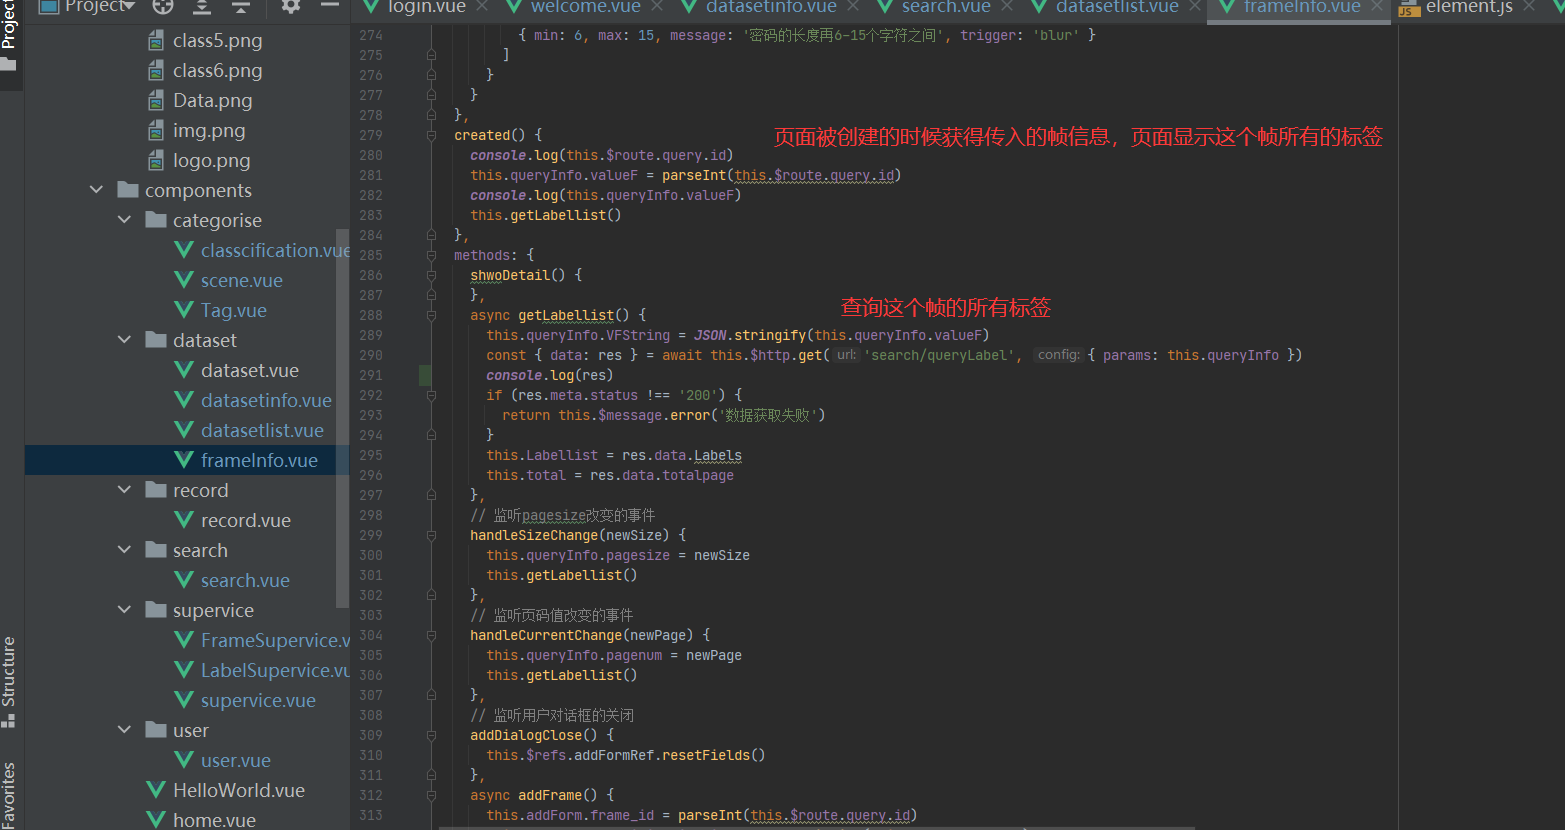 Project
login.vue
welcome.vue
datasetinfo.vue
search.vue
datasetlist.vue
frameInfo.vue
element.js
Project
class5.png
class6.png
Data.png
img.png
logo.png
components
categorise
classcification.vue
scene.vue
Tag.vue
dataset
dataset.vue
datasetinfo.vue
datasetlist.vue
frameInfo.vue
record
record.vue
search
search.vue
supervice
FrameSupervice.v
LabelSupervice.vu
supervice.vue
user
user.vue
HelloWorld.vue
home.vue
Structure
Favorites
274 { min: 6, max: 15, message: '密码的长度再6-15个字符之间', trigger: 'blur' }
275 ]
276 }
277 }
278 },
279 created() {
页面被创建的时候获得传入的帧信息，页面显示这个帧所有的标签
280 console.log(this.$route.query.id)
281 this.queryInfo.valueF = parseInt(this.$route.query.id)
282 console.log(this.queryInfo.valueF)
283 this.getLabellist()
284 },
285 methods: {
286 shwoDetail() {
287 },
288 async getLabellist() {
查询这个帧的所有标签
289 this.queryInfo.VFString = JSON.stringify(this.queryInfo.valueF)
290 const { data: res } = await this.$http.get( url: 'search/queryLabel', config: { params: this.queryInfo })
291 console.log(res)
292 if (res.meta.status !== '200') {
293 return this.$message.error('数据获取失败')
294 }
295 this.Labellist = res.data.Labels
296 this.total = res.data.totalpage
297 },
298 // 监听pagesize改变的事件
299 handleSizeChange(newSize) {
300 this.queryInfo.pagesize = newSize
301 this.getLabellist()
302 },
303 // 监听页码值改变的事件
304 handleCurrentChange(newPage) {
305 this.queryInfo.pagenum = newPage
306 this.getLabellist()
307 },
308 // 监听用户对话框的关闭
309 addDialogClose() {
310 this.$refs.addFormRef.resetFields()
311 },
312 async addFrame() {
313 this.addForm.frame_id = parseInt(this.$route.query.id)